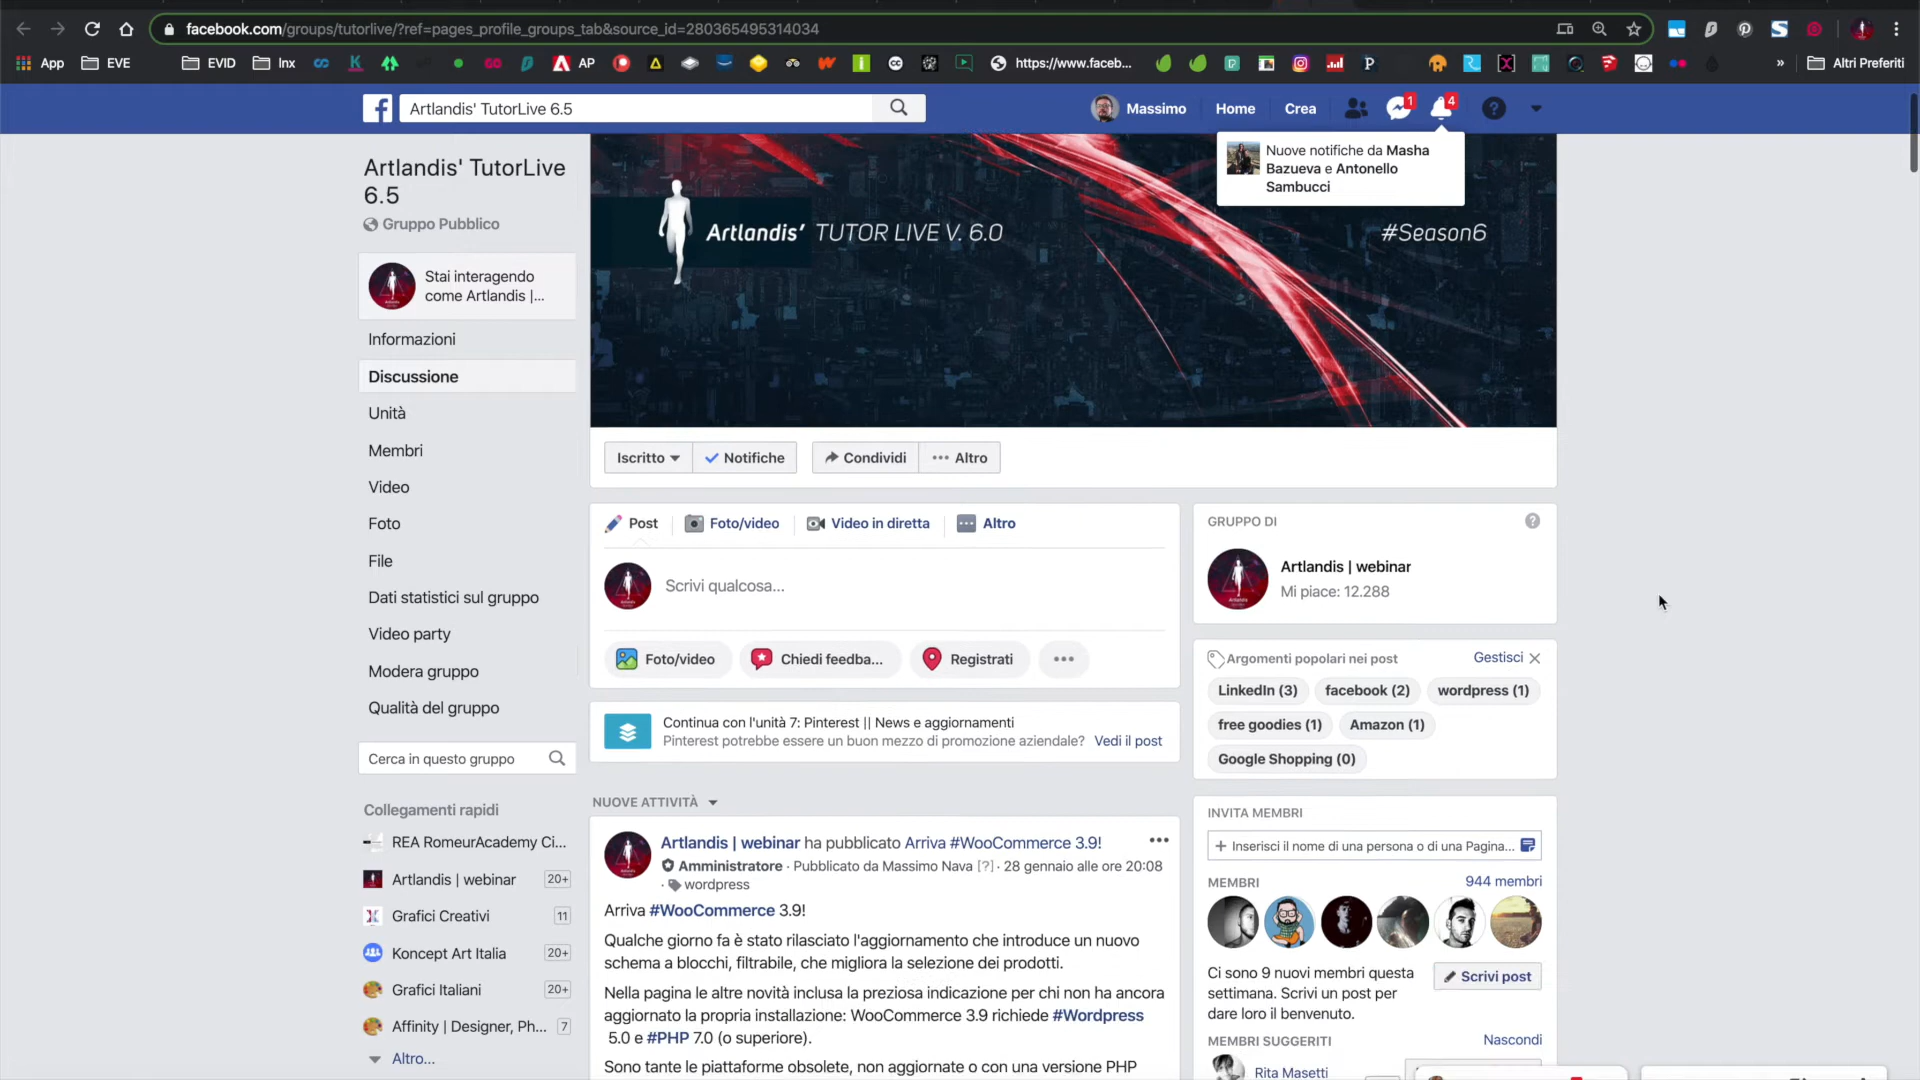 facebook.com/groups/tutorlive/?ref=pages_profile_groups_tab&source_id=280365495314034
App
EVE
EVID
Inx
AP
https://www.faceb...
Altri Preferiti
Artlandis' TutorLive 6.5
Massimo
Home
Crea
1
4
Nuove notifiche da Masha
Bazueva e Antonello
Sambucci
Artlandis' TutorLive
6.5
Gruppo Pubblico
Artlandis' TUTOR LIVE V. 6.0
#Season6
Stai interagendo
come Artlandis |...
Informazioni
Discussione
Unità
Membri
Video
Foto
File
Dati statistici sul gruppo
Video party
Modera gruppo
Qualità del gruppo
Cerca in questo gruppo
Collegamenti rapidi
REA RomeurAcademy Ci...
Artlandis | webinar 20+
Grafici Creativi 11
Koncept Art Italia 20+
Grafici Italiani 20+
Affinity | Designer, Ph... 7
Altro...
Iscritto
Notifiche
Condividi
Altro
Post
Foto/video
Video in diretta
Altro
Scrivi qualcosa...
Foto/video
Chiedi feedba...
Registrati
Continua con l'unità 7: Pinterest || News e aggiornamenti
Pinterest potrebbe essere un buon mezzo di promozione aziendale? Vedi il post
NUOVE ATTIVITÀ
Artlandis | webinar ha pubblicato Arriva #WooCommerce 3.9!
Amministratore · Pubblicato da Massimo Nava [?] · 28 gennaio alle ore 20:08
· wordpress
Arriva #WooCommerce 3.9!
Qualche giorno fa è stato rilasciato l'aggiornamento che introduce un nuovo
schema a blocchi, filtrabile, che migliora la selezione dei prodotti.
Nella pagina le altre novità inclusa la preziosa indicazione per chi non ha ancora
aggiornato la propria installazione: WooCommerce 3.9 richiede #Wordpress
5.0 e #PHP 7.0 (o superiore).
Sono tante le piattaforme obsolete, non aggiornate o con una versione PHP
GRUPPO DI
Artlandis | webinar
Mi piace: 12.288
Argomenti popolari nei post
Gestisci
LinkedIn (3)
facebook (2)
wordpress (1)
free goodies (1)
Amazon (1)
Google Shopping (0)
INVITA MEMBRI
+ Inserisci il nome di una persona o di una Pagina...
MEMBRI
944 membri
Ci sono 9 nuovi membri questa
settimana. Scrivi un post per
dare loro il benvenuto.
Scrivi post
MEMBRI SUGGERITI
Nascondi
Rita Masetti